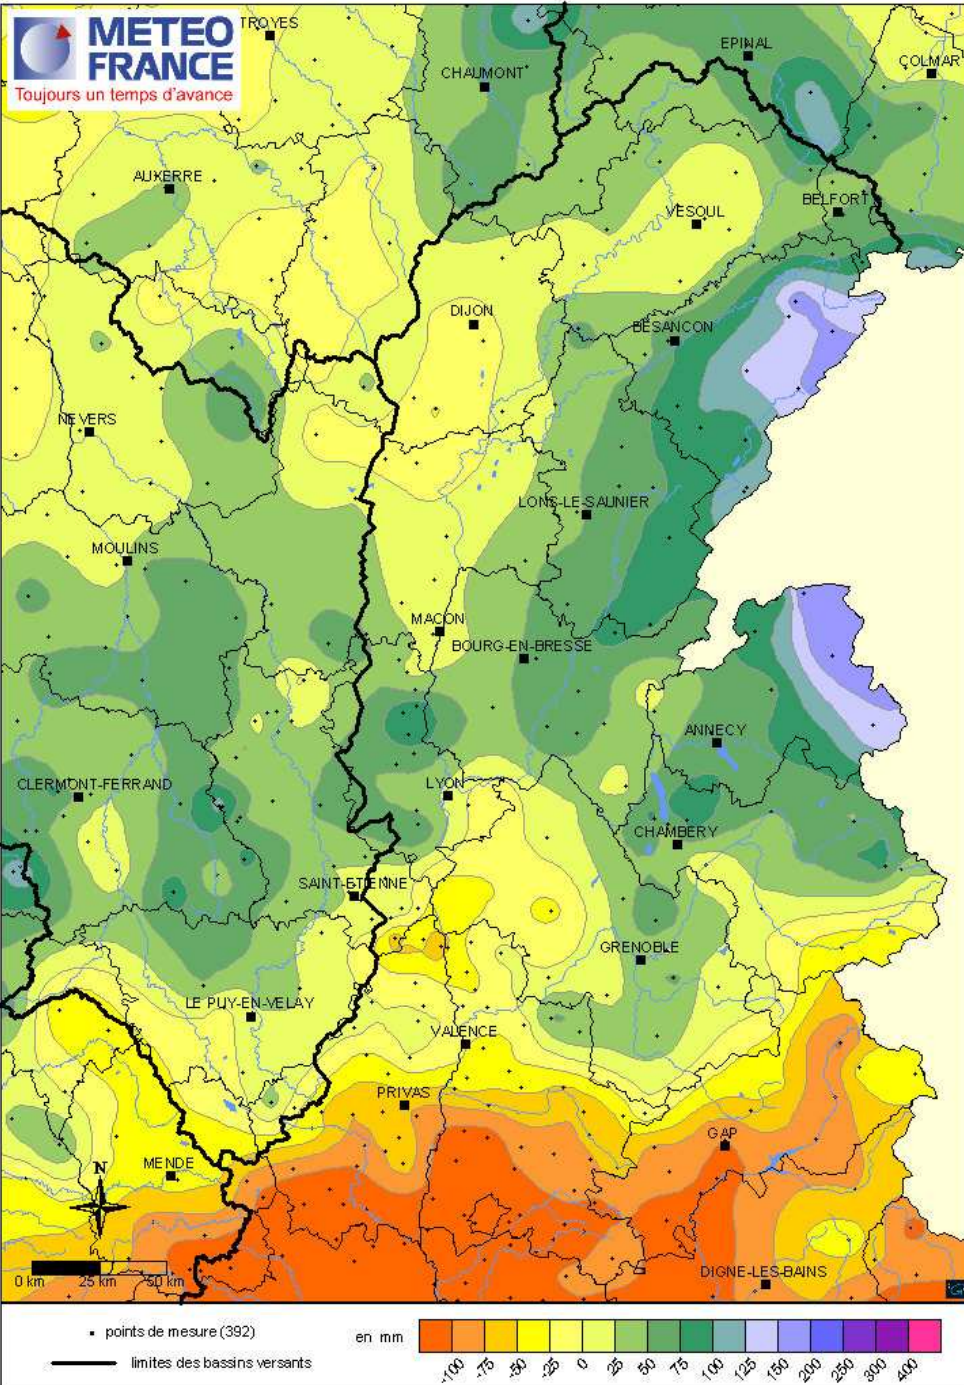 METEO
FRANCE
Toujours un temps d'avance
TROYES
EPINAL
CHAUMONT
COLMAR
AUXERRE
BELFORT
VESOUL
DIJON
BESANCON
NEVERS
LONS-LE-SAUNIER
MOULINS
MACON
BOURG-EN-BRESSE
ANNECY
CLERMONT-FERRAND
LYON
CHAMBERY
SAINT-ETIENNE
GRENOBLE
LE PUY-EN-VELAY
VALENCE
PRIVAS
GAP
MENDE
N
DIGNE-LES-BAINS
0 km 25 km 50 km
points de mesure (392)
limites des bassins versants
en mm
-100 -75 -50 -25 0 25 50 75 100 125 150 200 250 300 400